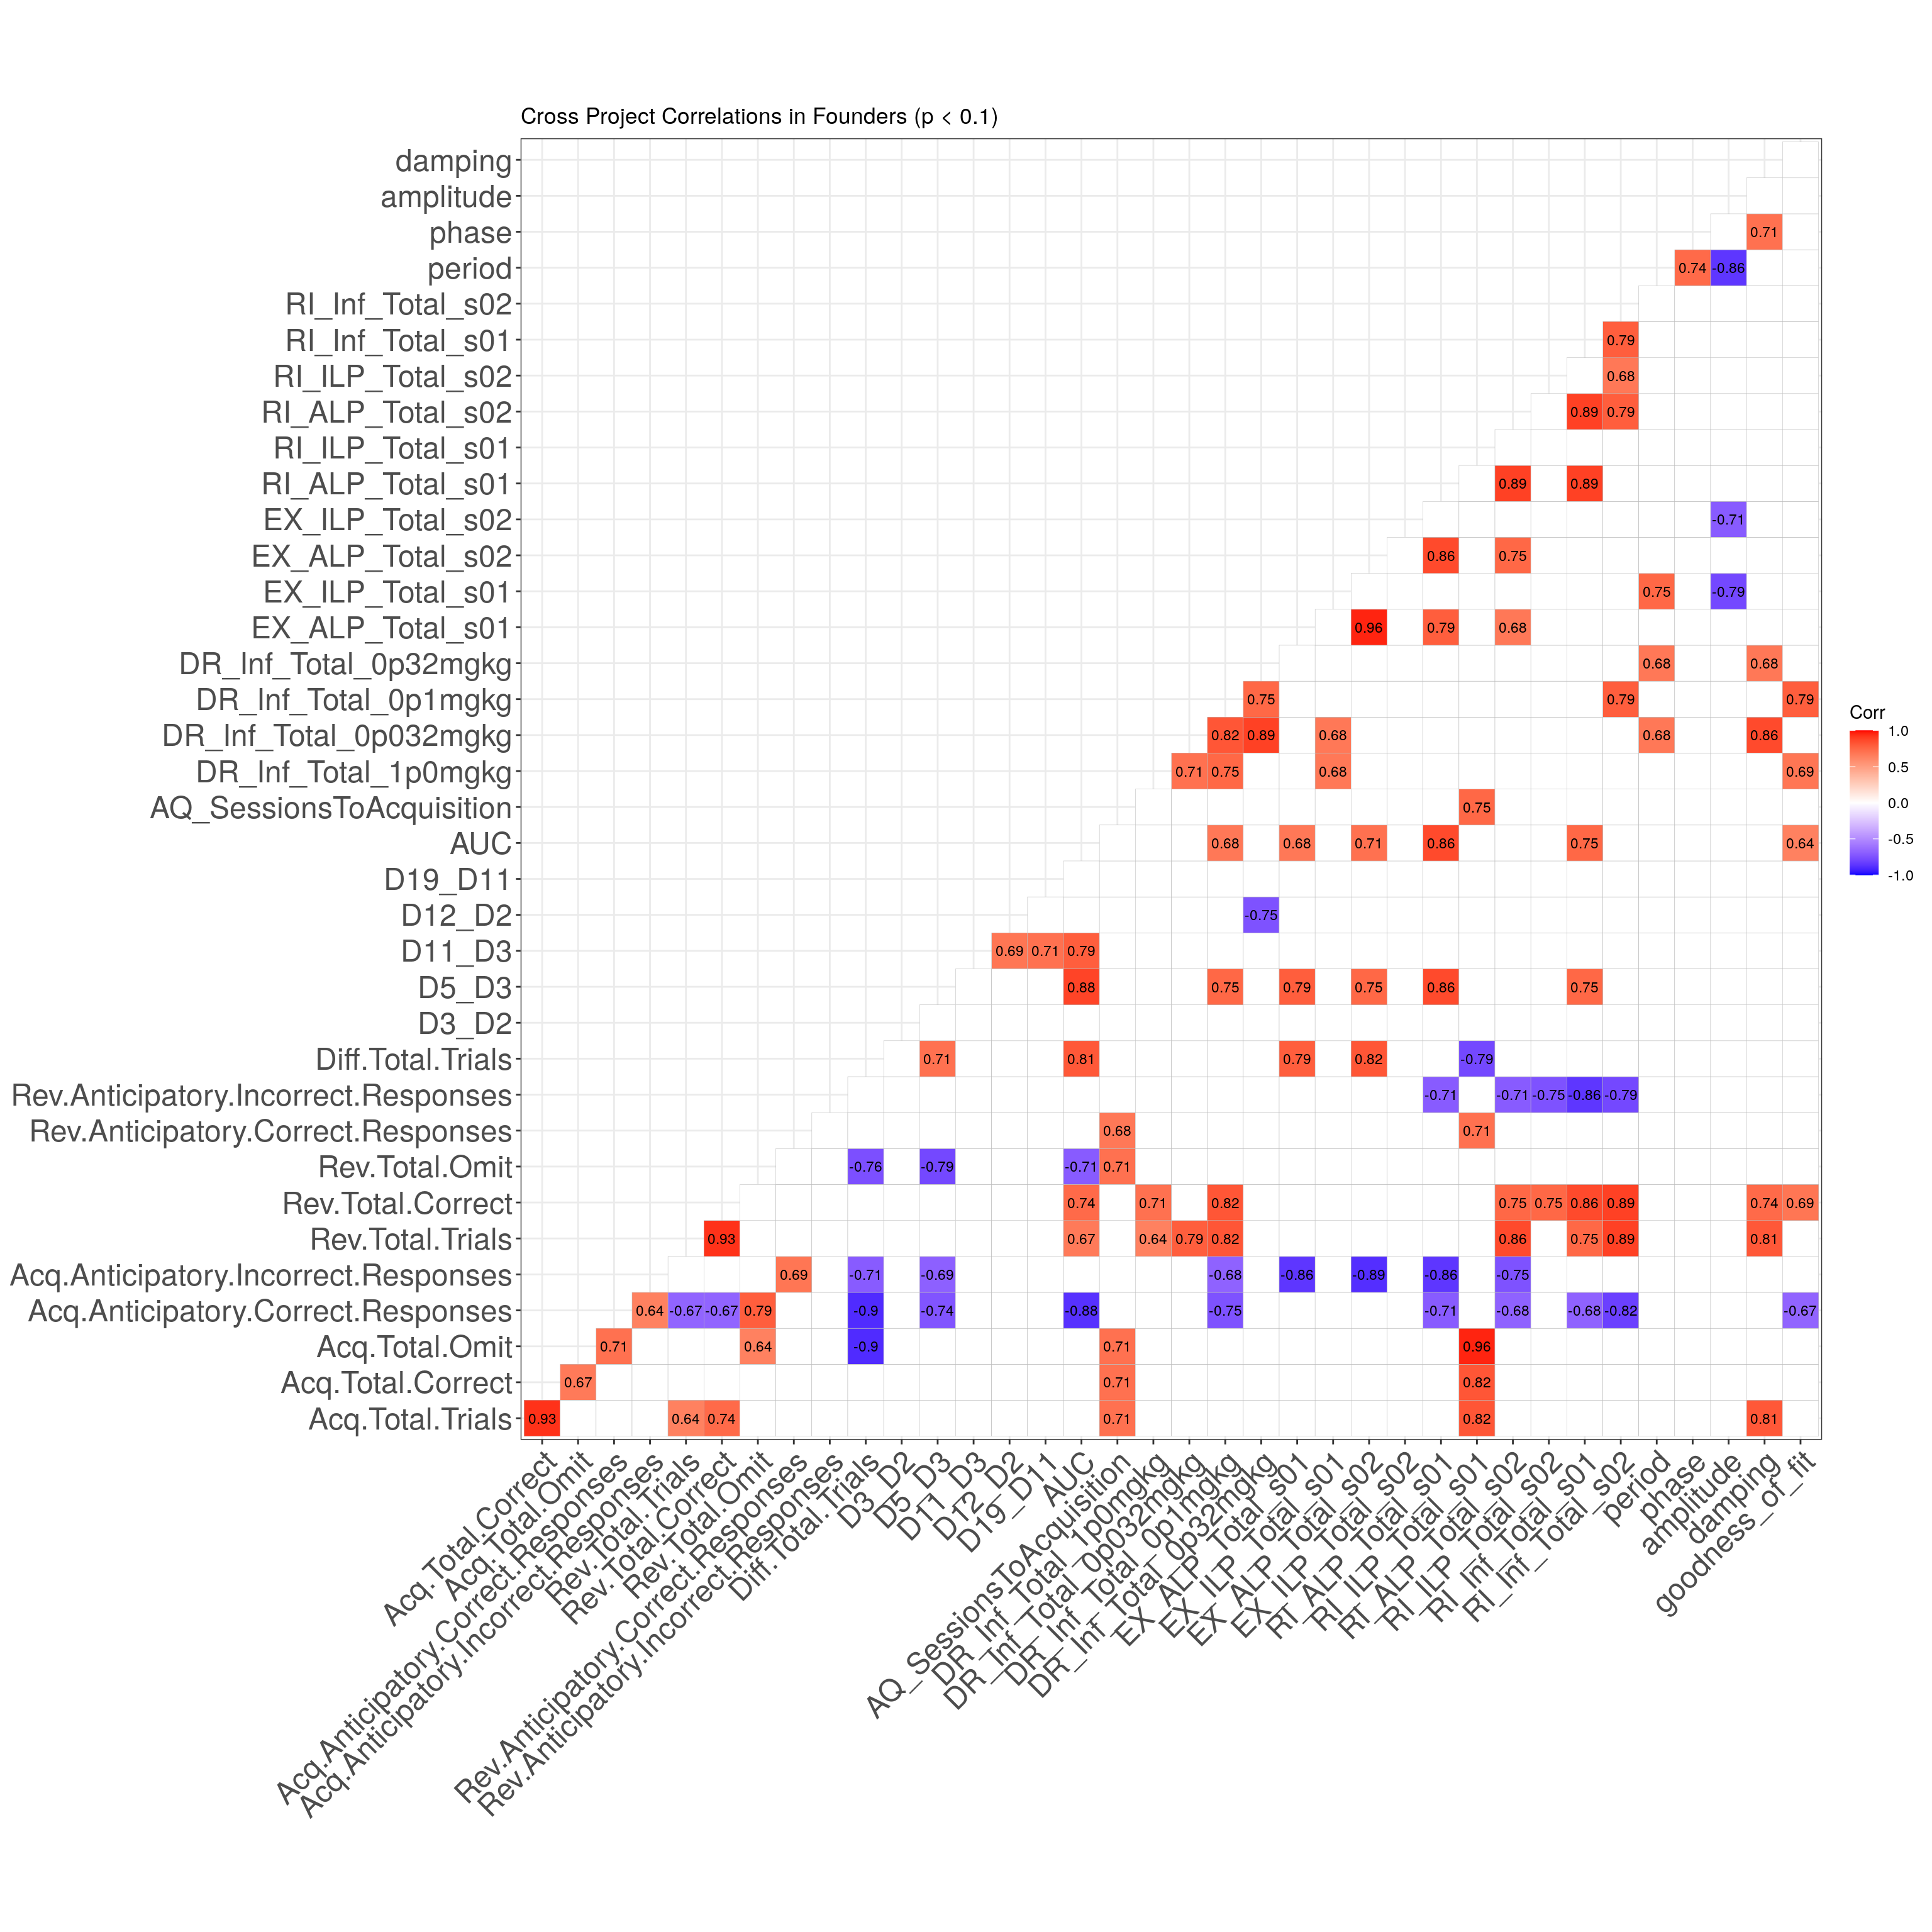 Cross Project Correlations in Founders (p < 0.1)
damping
amplitude
phase 0.71
period 0.74 -0.86
RI_Inf_Total_s02
RI_Inf_Total_s01 0.79
RI_ILP_Total_s02 0.68
RI_ALP_Total_s02 0.89 0.79
RI_ILP_Total_s01
RI_ALP_Total_s01 0.89 0.89
EX_ILP_Total_s02 -0.71
EX_ALP_Total_s02 0.86 0.75
EX_ILP_Total_s01 0.75 -0.79
EX_ALP_Total_s01 0.96 0.79 0.68
DR_Inf_Total_0p32mgkg 0.68 0.68
DR_Inf_Total_0p1mgkg 0.75 0.79 0.79
DR_Inf_Total_0p032mgkg 0.82 0.89 0.68 0.68 0.86
DR_Inf_Total_1p0mgkg 0.71 0.75 0.68 0.69
AQ_SessionsToAcquisition 0.75
AUC 0.68 0.68 0.71 0.86 0.75 0.64
D19_D11
D12_D2 -0.75
D11_D3 0.69 0.71 0.79
D5_D3 0.88 0.75 0.79 0.75 0.86 0.75
D3_D2
Diff.Total.Trials 0.71 0.81 0.79 0.82 -0.79
Rev.Anticipatory.Incorrect.Responses -0.71 -0.71 -0.75 -0.86 -0.79
Rev.Anticipatory.Correct.Responses 0.68 0.71
Rev.Total.Omit -0.76 -0.79 -0.71 0.71
Rev.Total.Correct 0.74 0.71 0.82 0.75 0.75 0.86 0.89 0.74 0.69
Rev.Total.Trials 0.93 0.67 0.64 0.79 0.82 0.86 0.75 0.89 0.81
Acq.Anticipatory.Incorrect.Responses 0.69 -0.71 -0.69 -0.68 -0.86 -0.89 -0.86 -0.75
Acq.Anticipatory.Correct.Responses 0.64 -0.67 -0.67 0.79 -0.9 -0.74 -0.88 -0.75 -0.71 -0.68 -0.68 -0.82 -0.67
Acq.Total.Omit 0.71 0.64 -0.9 0.71 0.96
Acq.Total.Correct 0.67 0.71 0.82
Acq.Total.Trials 0.93 0.64 0.74 0.71 0.82 0.81
Acq.Total.Correct
Acq.Total.Omit
Acq.Anticipatory.Correct.Responses
Acq.Anticipatory.Incorrect.Responses
Rev.Total.Trials
Rev.Total.Correct
Rev.Total.Omit
Rev.Anticipatory.Correct.Responses
Rev.Anticipatory.Incorrect.Responses
Diff.Total.Trials
D3_D2
D5_D3
D11_D3
D12_D2
D19_D11
AUC
AQ_SessionsToAcquisition
DR_Inf_Total_1p0mgkg
DR_Inf_Total_0p032mgkg
DR_Inf_Total_0p1mgkg
DR_Inf_Total_0p32mgkg
EX_ALP_Total_s01
EX_ILP_Total_s01
EX_ALP_Total_s02
EX_ILP_Total_s02
RI_ALP_Total_s01
RI_ILP_Total_s01
RI_ALP_Total_s02
RI_ILP_Total_s02
RI_Inf_Total_s01
RI_Inf_Total_s02
period
phase
amplitude
damping
goodness_of_fit
Corr
1.0
0.5
0.0
-0.5
-1.0